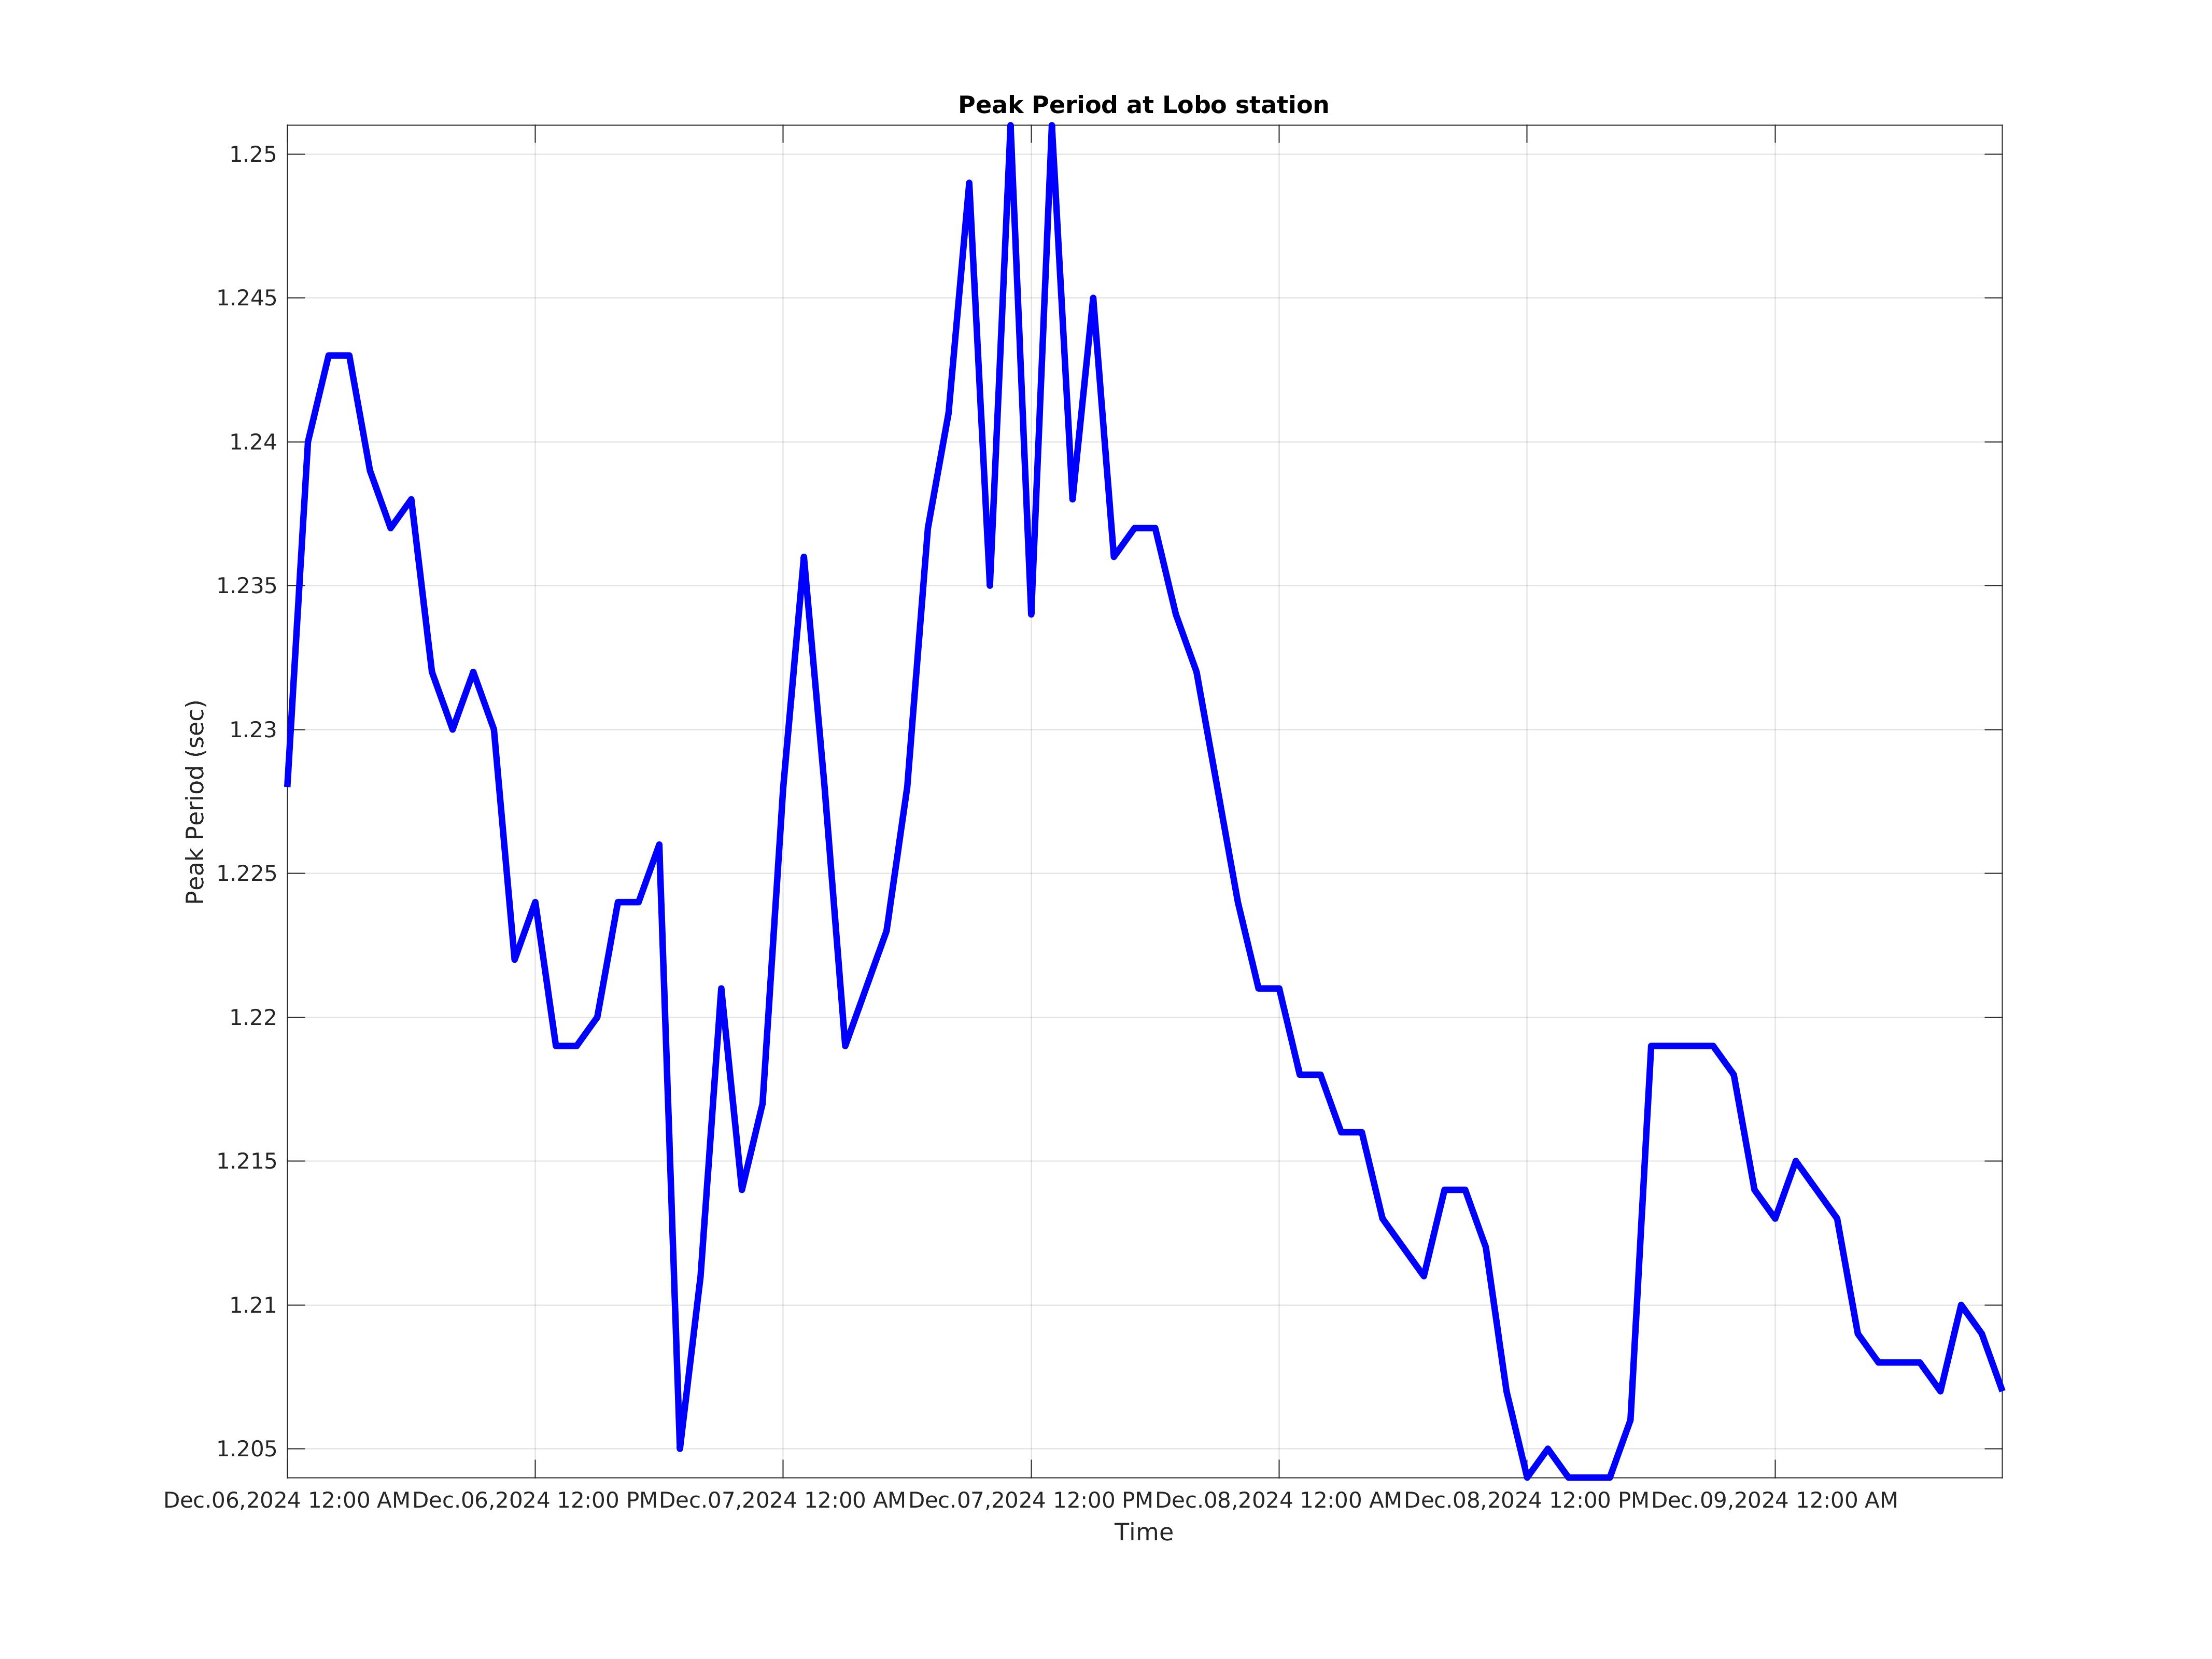 Peak Period at Lobo station
1.25
1.245
1.24
1.235
1.23
1.225
1.22
1.215
1.21
1.205
Peak Period (sec)
Dec.06,2024 12:00 AM Dec.06,2024 12:00 PM Dec.07,2024 12:00 AM Dec.07,2024 12:00 PM Dec.08,2024 12:00 AM Dec.08,2024 12:00 PM Dec.09,2024 12:00 AM
Time